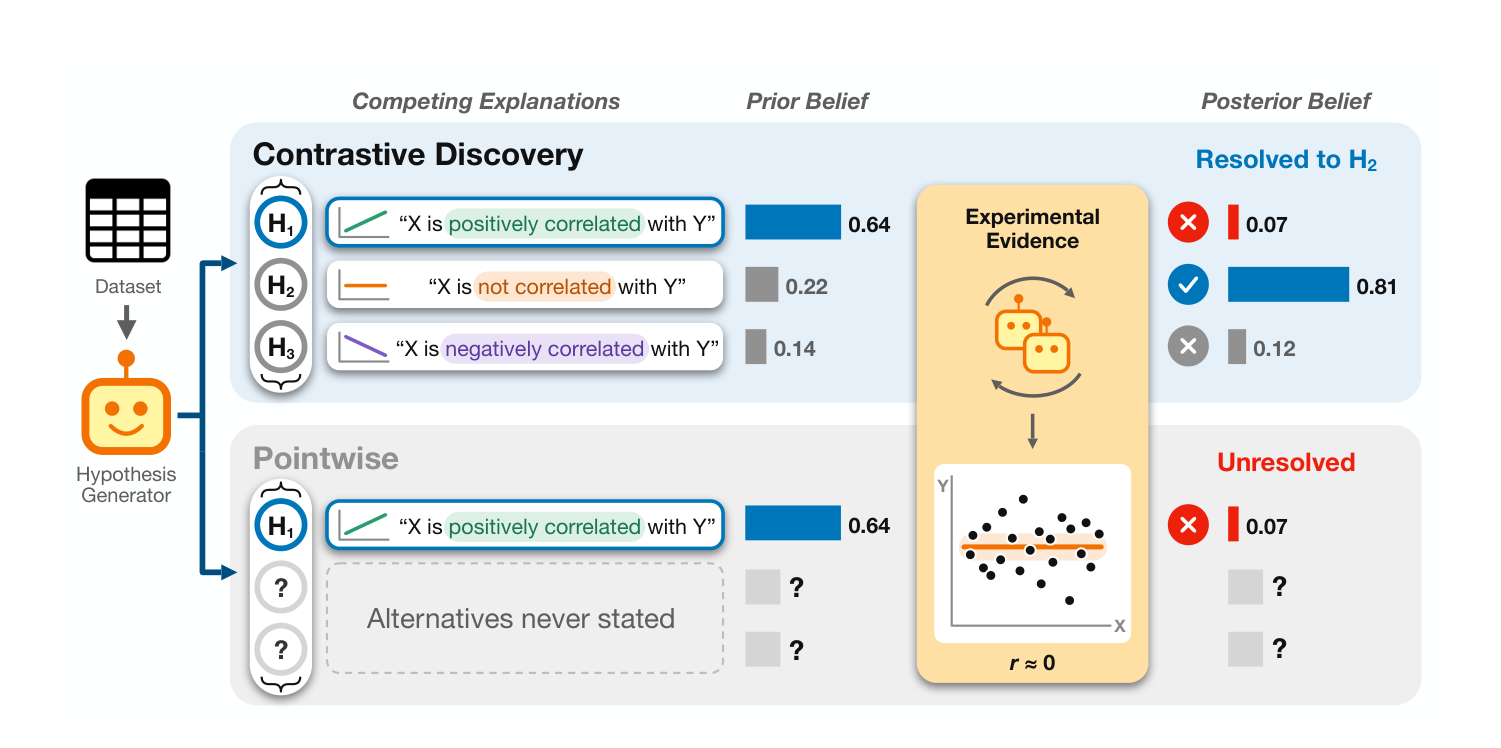 Competing Explanations
Prior Belief
Posterior Belief
Contrastive Discovery
Resolved to H₂
Dataset
Hypothesis
Generator
H₁
“X is positively correlated with Y”
0.64
0.07
H₂
“X is not correlated with Y”
0.22
0.81
H₃
“X is negatively correlated with Y”
0.14
0.12
Experimental
Evidence
Y
X
r ≈ 0
Pointwise
Unresolved
H₁
“X is positively correlated with Y”
0.64
0.07
?
Alternatives never stated
?
?
?
?
?